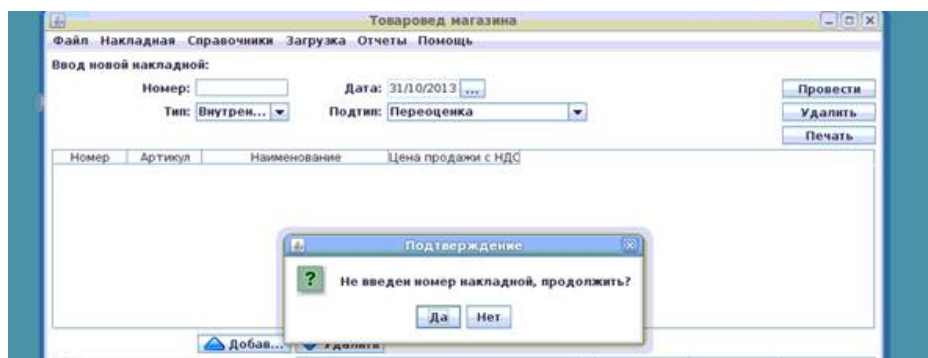 Товаровед магазина
Файл Накладная Справочники Загрузка Отчеты Помощь
Ввод новой накладной:
Номер: Дата: 31/10/2013 ... Провести
Тип: Внутрен... Подтип: Переоценка Удалить
Печать
Номер Артикул Наименование Цена продажи с НДС
Подтверждение
? Не введен номер накладной, продолжить?
Да Нет
Добав... Удалить